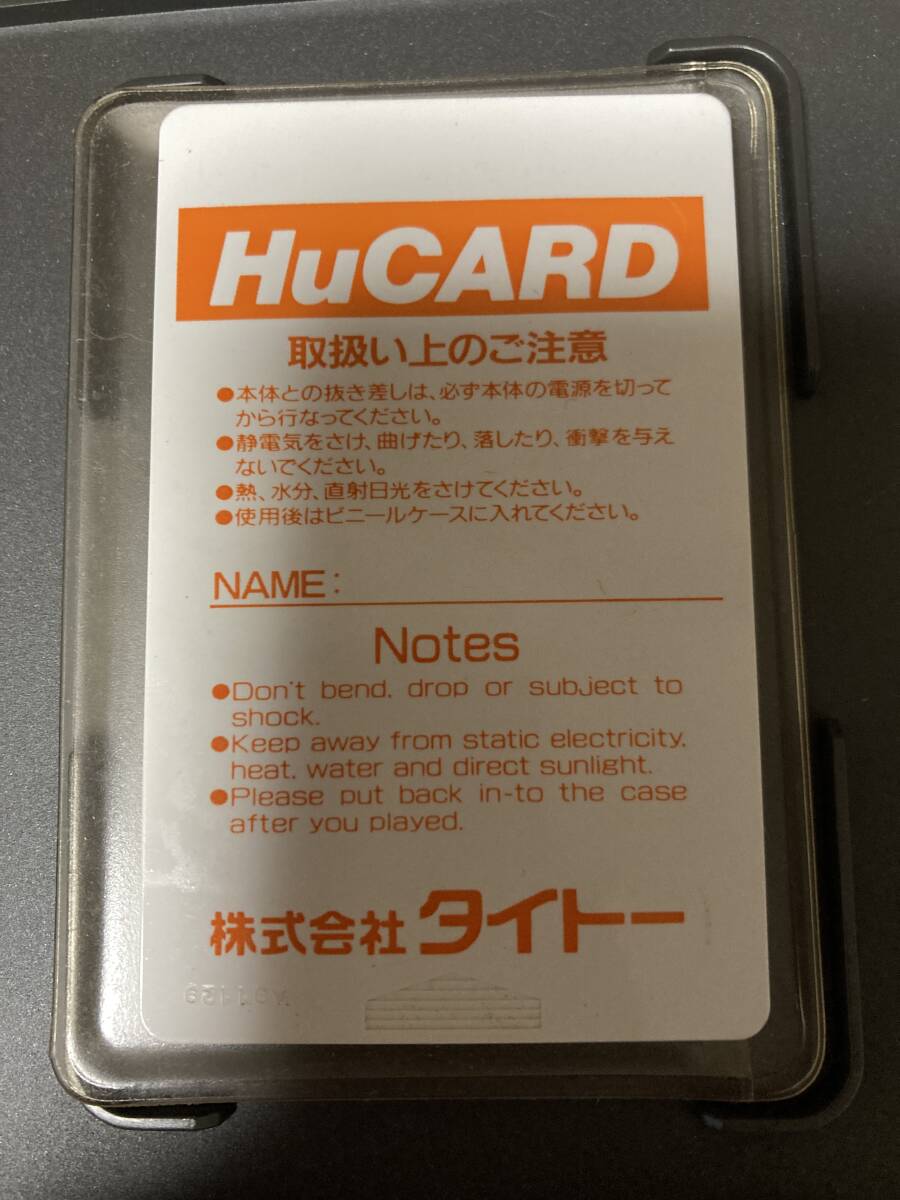 HuCARD
取扱い上のご注意
●本体との抜き差しは、必ず本体の電源を切って
から行なってください。
●静電気をさけ、曲げたり、落したり、衝撃を与え
ないでください。
●熱、水分、直射日光をさけてください。
●使用後はビニールケースに入れてください。
NAME:
Notes
●Don't bend. drop or subject to
shock.
●Keep away from static electricity.
heat. water and direct sunlight.
●Please put back in-to the case
after you played.
株式会社 タイトー